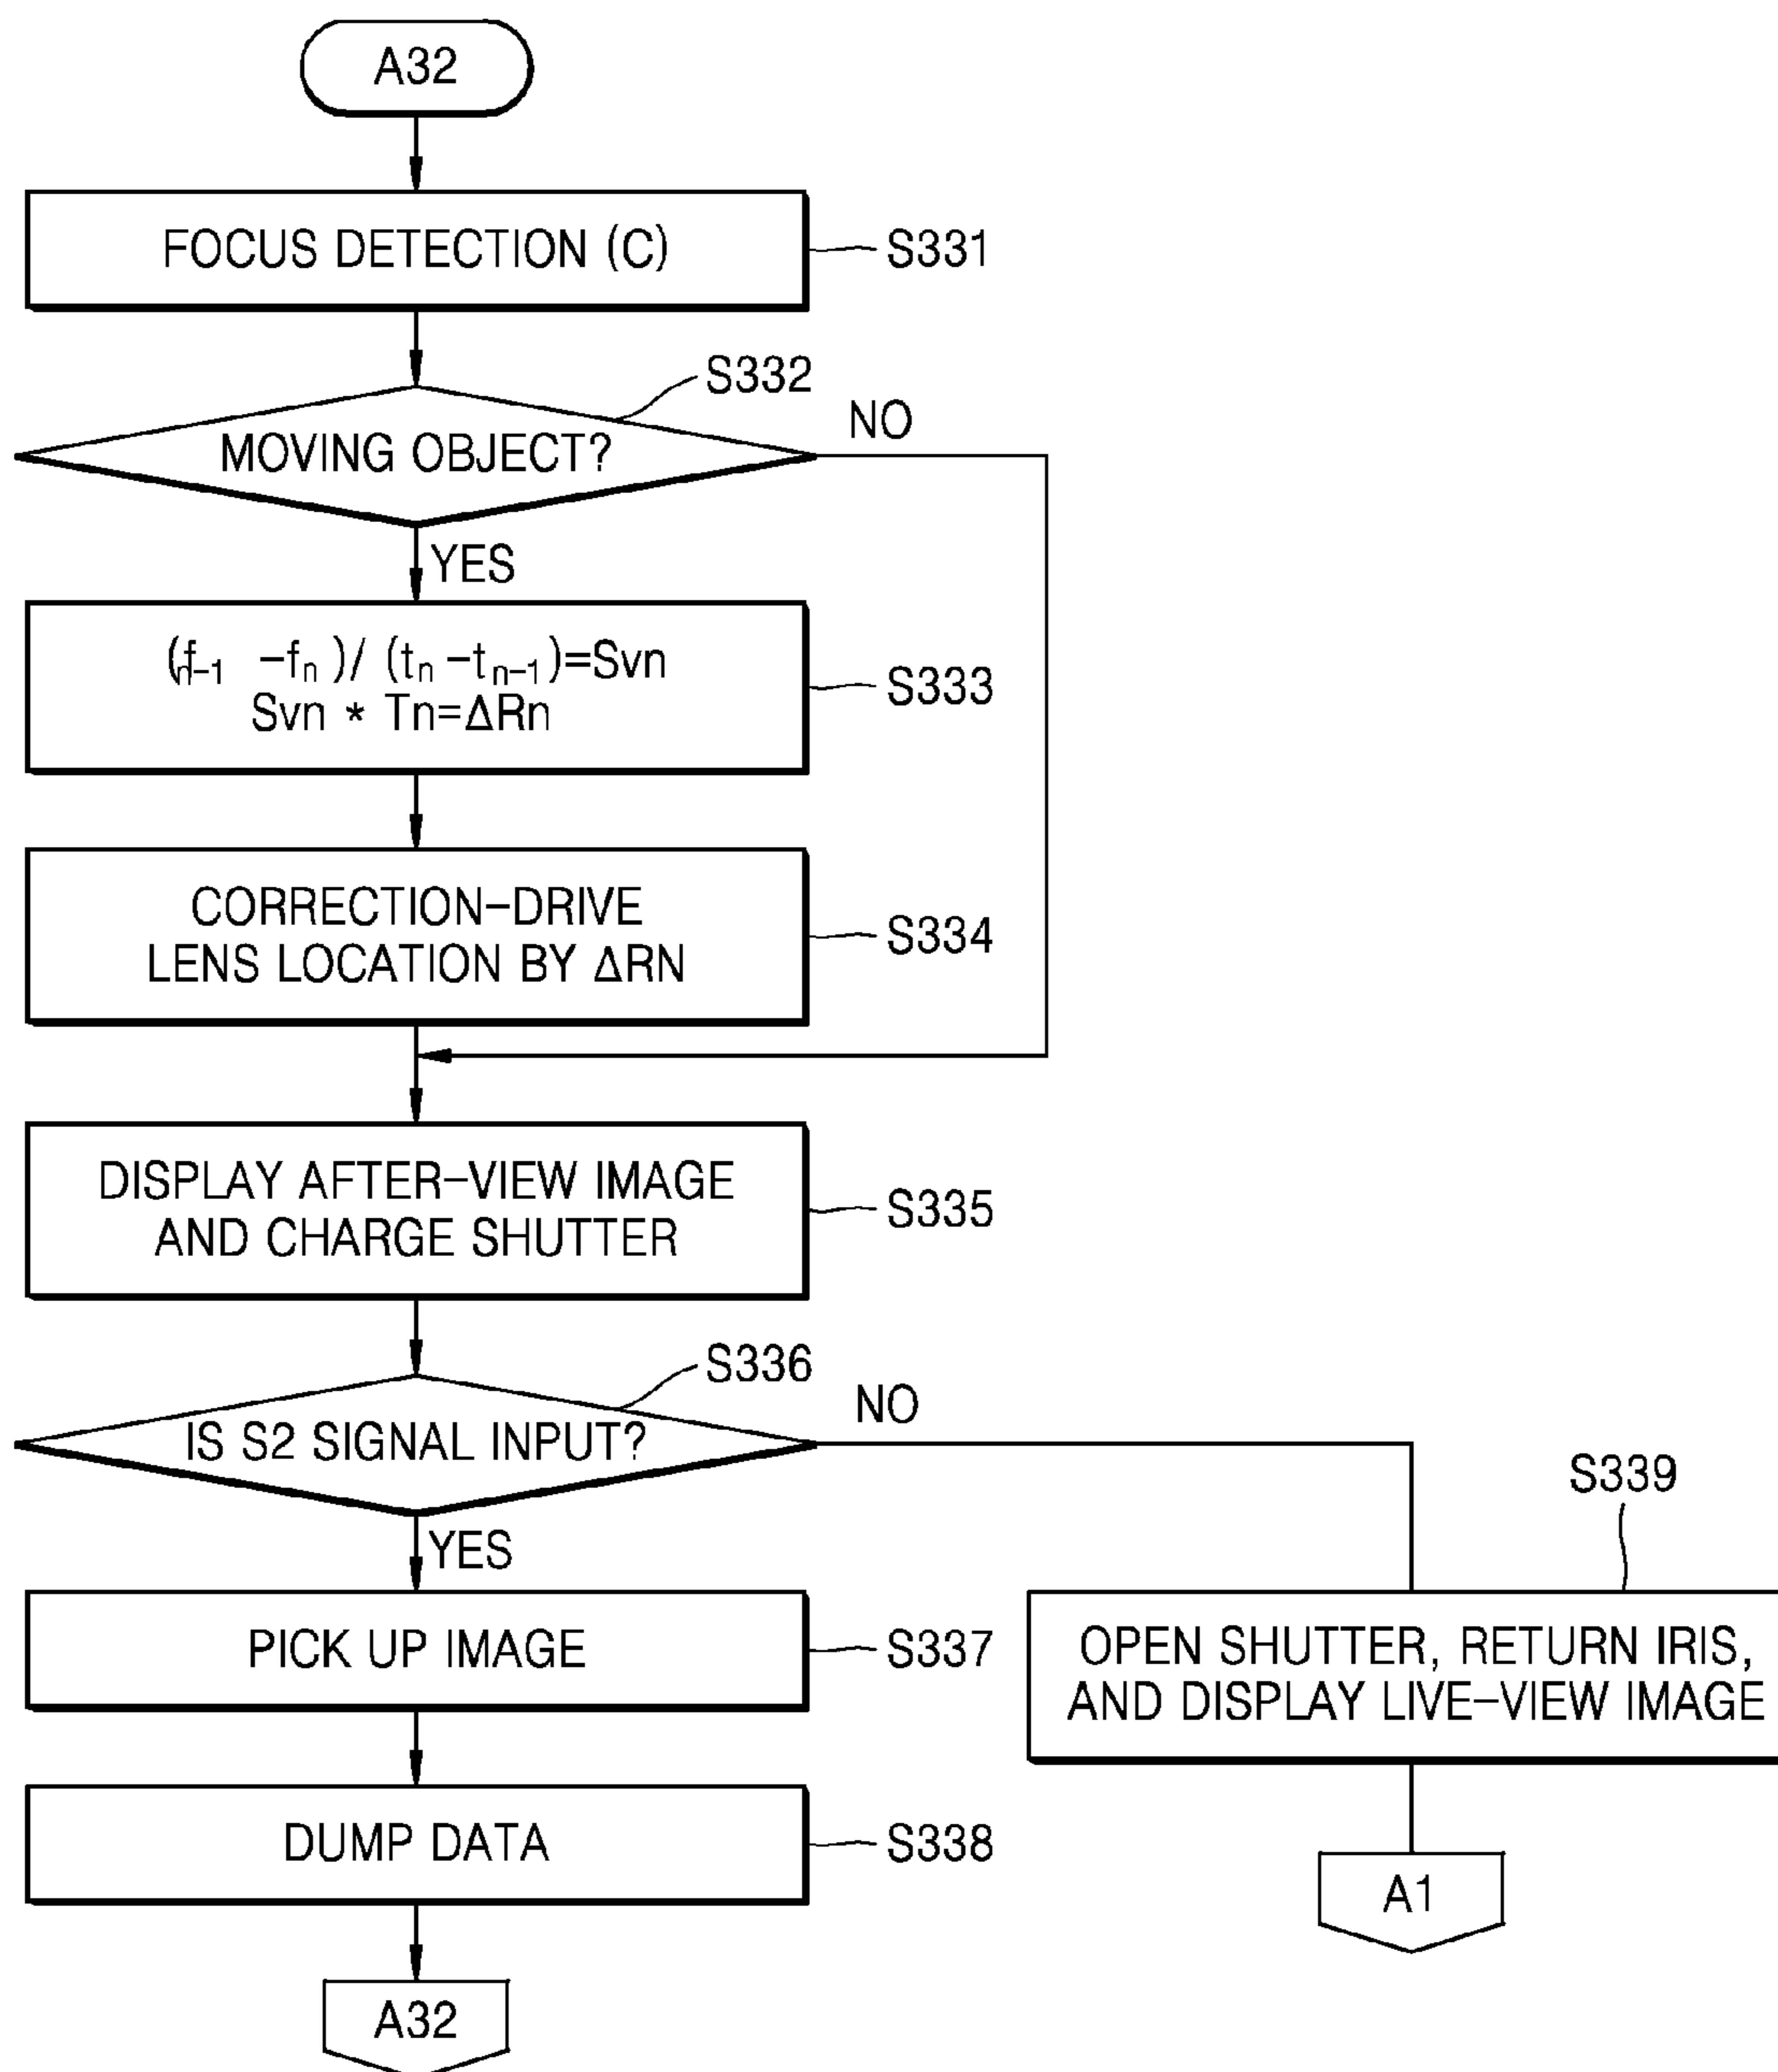 A32
FOCUS DETECTION (C)
S331
S332
MOVING OBJECT?
NO
YES
(fn-1 -fn)/ (tn-tn-1)=Svn
Svn * Tn=ΔRn
S333
CORRECTION-DRIVE
LENS LOCATION BY ΔRN
S334
DISPLAY AFTER-VIEW IMAGE
AND CHARGE SHUTTER
S335
S336
IS S2 SIGNAL INPUT?
NO
YES
S339
PICK UP IMAGE
S337
OPEN SHUTTER, RETURN IRIS,
AND DISPLAY LIVE-VIEW IMAGE
DUMP DATA
S338
A1
A32